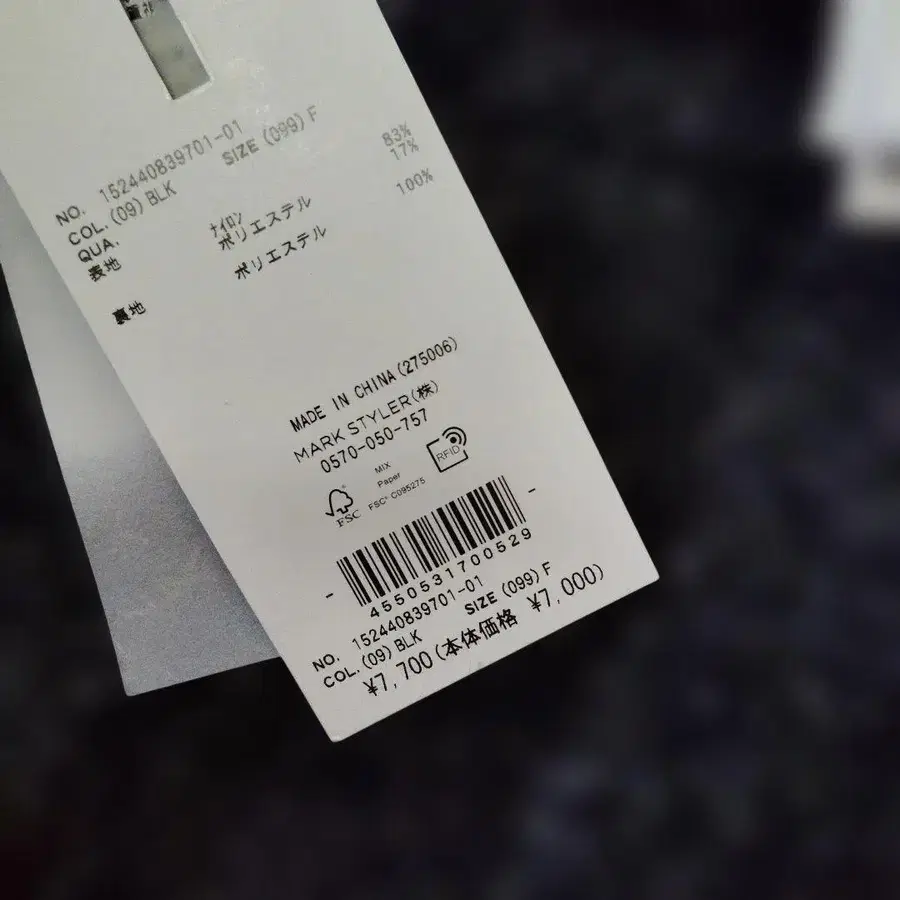 NO. 152440839701-01
COL. (09) BLK SIZE (099) F
QUA.
表地 ナイロン 83%
ポリエステル 17%
裏地 ポリエステル 100%
MADE IN CHINA (275006)
MARK STYLER(株)
0570-050-757
FSC
MIX
Paper
FSC® C095275
RFID
4550531700529
NO. 152440839701-01
COL. (09) BLK SIZE (099) F
¥7,700(本体価格 ¥7,000)